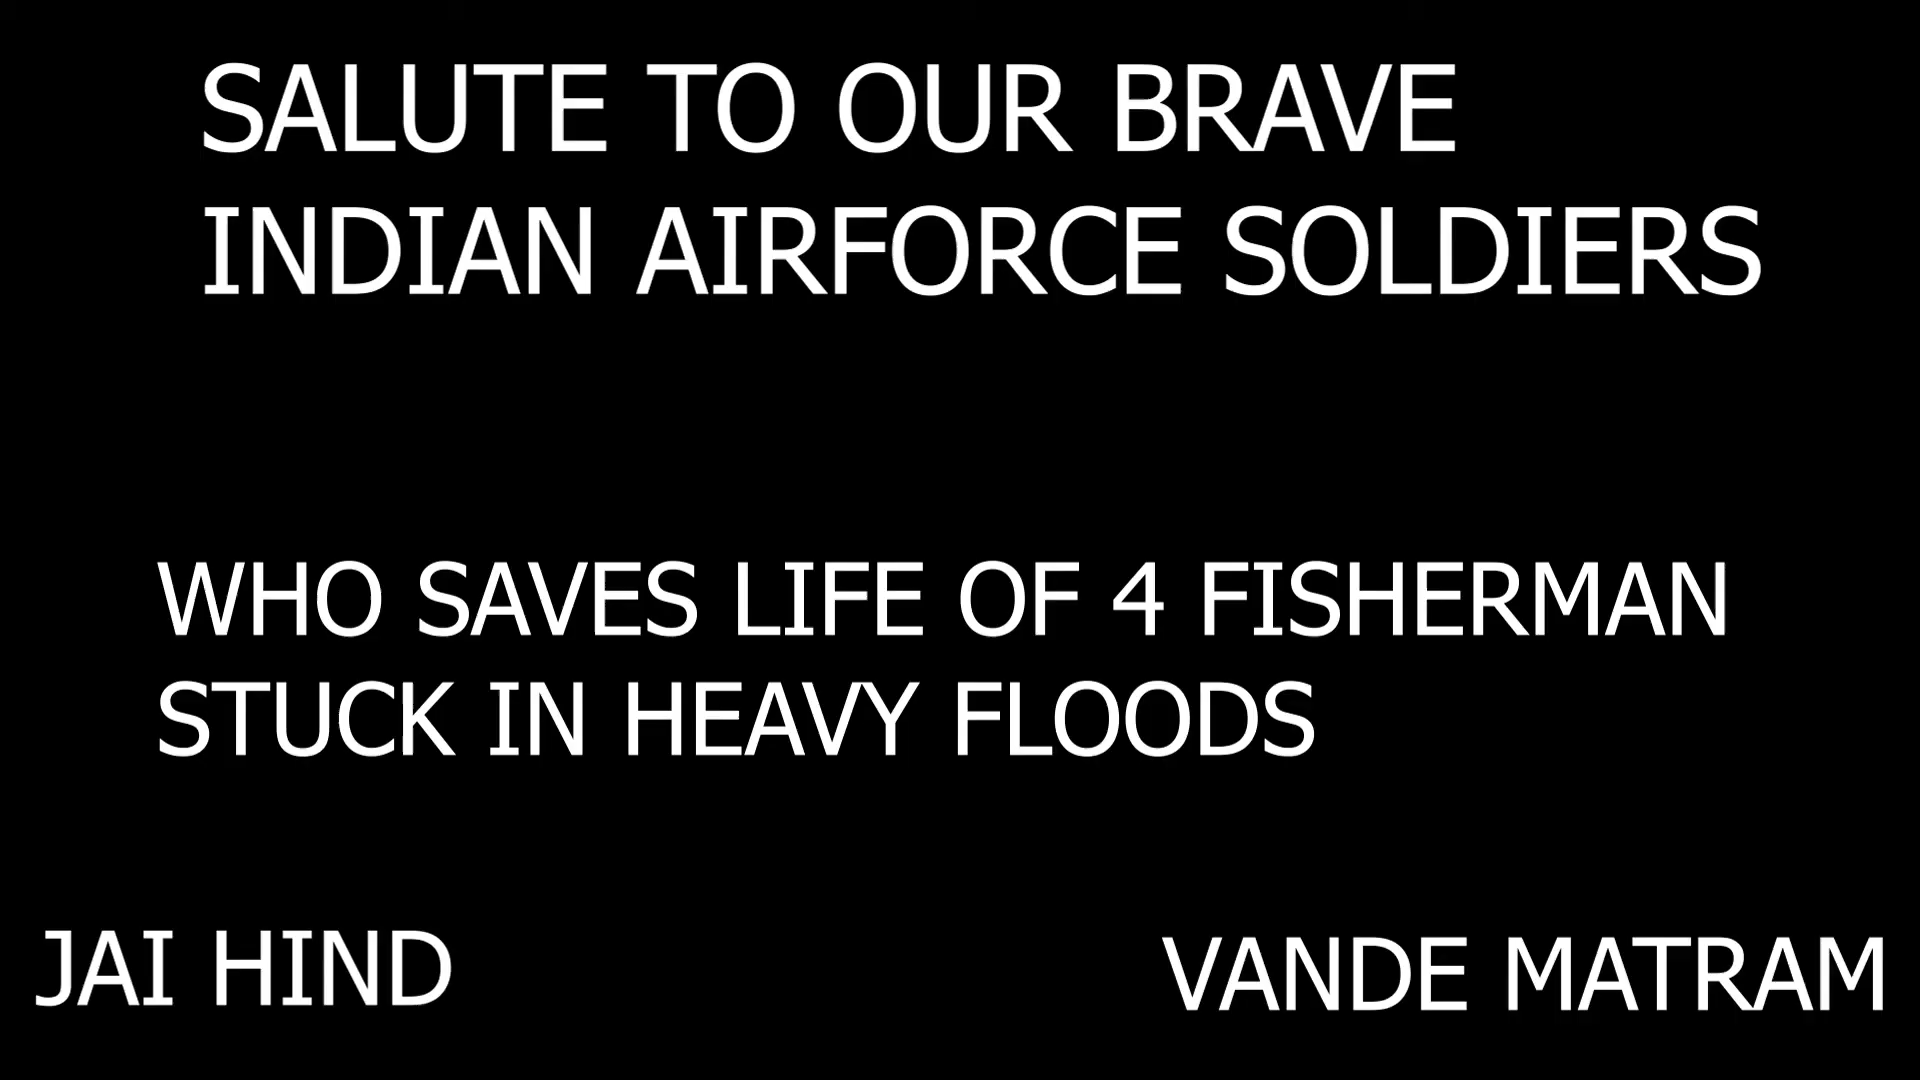 SALUTE TO OUR BRAVE
INDIAN AIRFORCE SOLDIERS
WHO SAVES LIFE OF 4 FISHERMAN
STUCK IN HEAVY FLOODS
JAI HIND
VANDE MATRAM